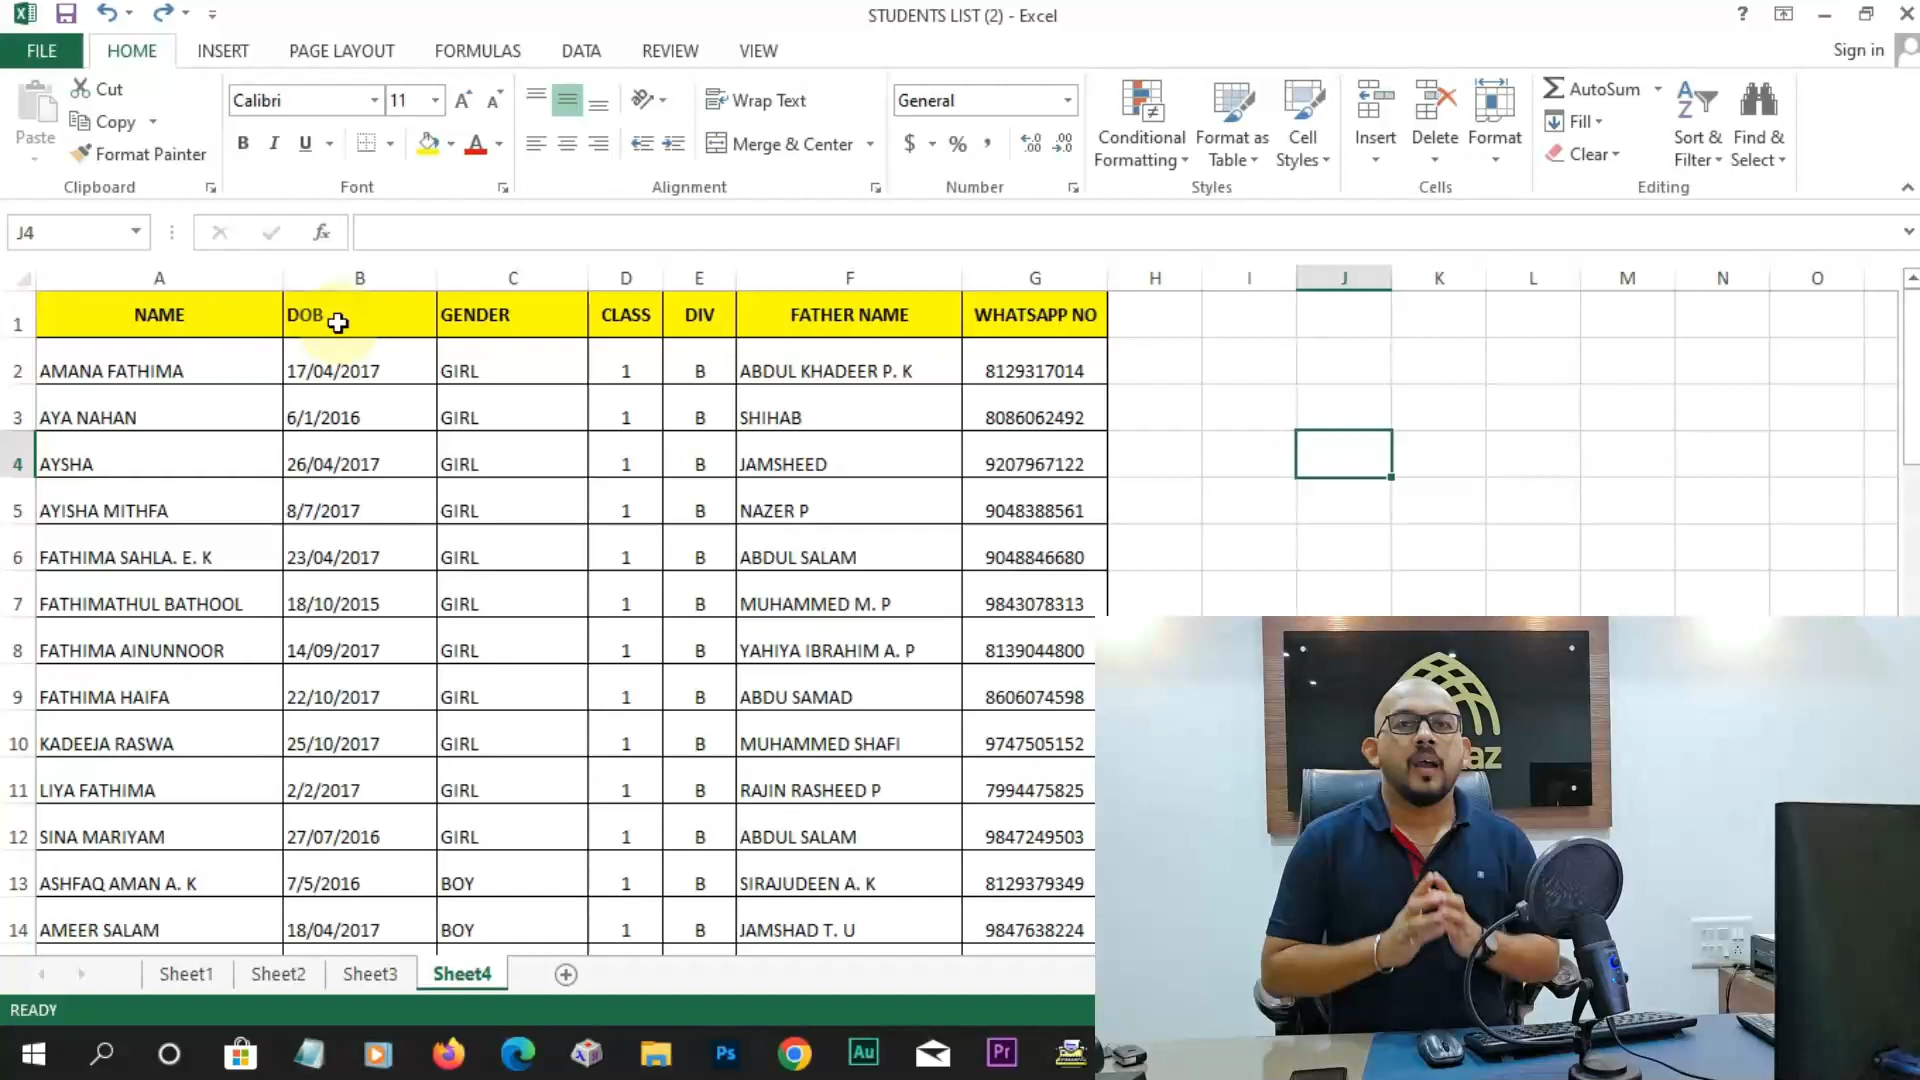 STUDENTS LIST (2) - Excel
FILE HOME INSERT PAGE LAYOUT FORMULAS DATA REVIEW VIEW Sign in
Paste
Cut
Copy
Format Painter
Clipboard
Calibri 11
B I U
Font
Wrap Text
Merge & Center
Alignment
General
$ % ,
Number
Conditional Formatting
Format as Table
Cell Styles
Styles
Insert Delete Format
Cells
AutoSum
Fill
Clear
Sort & Filter
Find & Select
Editing
J4 fx
A B C D E F G H I J K L M N O
1 NAME DOB GENDER CLASS DIV FATHER NAME WHATSAPP NO
2 AMANA FATHIMA 17/04/2017 GIRL 1 B ABDUL KHADEER P. K 8129317014
3 AYA NAHAN 6/1/2016 GIRL 1 B SHIHAB 8086062492
4 AYSHA 26/04/2017 GIRL 1 B JAMSHEED 9207967122
5 AYISHA MITHFA 8/7/2017 GIRL 1 B NAZER P 9048388561
6 FATHIMA SAHLA. E. K 23/04/2017 GIRL 1 B ABDUL SALAM 9048846680
7 FATHIMATHUL BATHOOL 18/10/2015 GIRL 1 B MUHAMMED M. P 9843078313
8 FATHIMA AINUNNOOR 14/09/2017 GIRL 1 B YAHIYA IBRAHIM A. P 8139044800
9 FATHIMA HAIFA 22/10/2017 GIRL 1 B ABDU SAMAD 8606074598
10 KADEEJA RASWA 25/10/2017 GIRL 1 B MUHAMMED SHAFI 9747505152
11 LIYA FATHIMA 2/2/2017 GIRL 1 B RAJIN RASHEED P 7994475825
12 SINA MARIYAM 27/07/2016 GIRL 1 B ABDUL SALAM 9847249503
13 ASHFAQ AMAN A. K 7/5/2016 BOY 1 B SIRAJUDEEN A. K 8129379349
14 AMEER SALAM 18/04/2017 BOY 1 B JAMSHAD T. U 9847638224
Sheet1 Sheet2 Sheet3 Sheet4
READY
Ps Au Pr